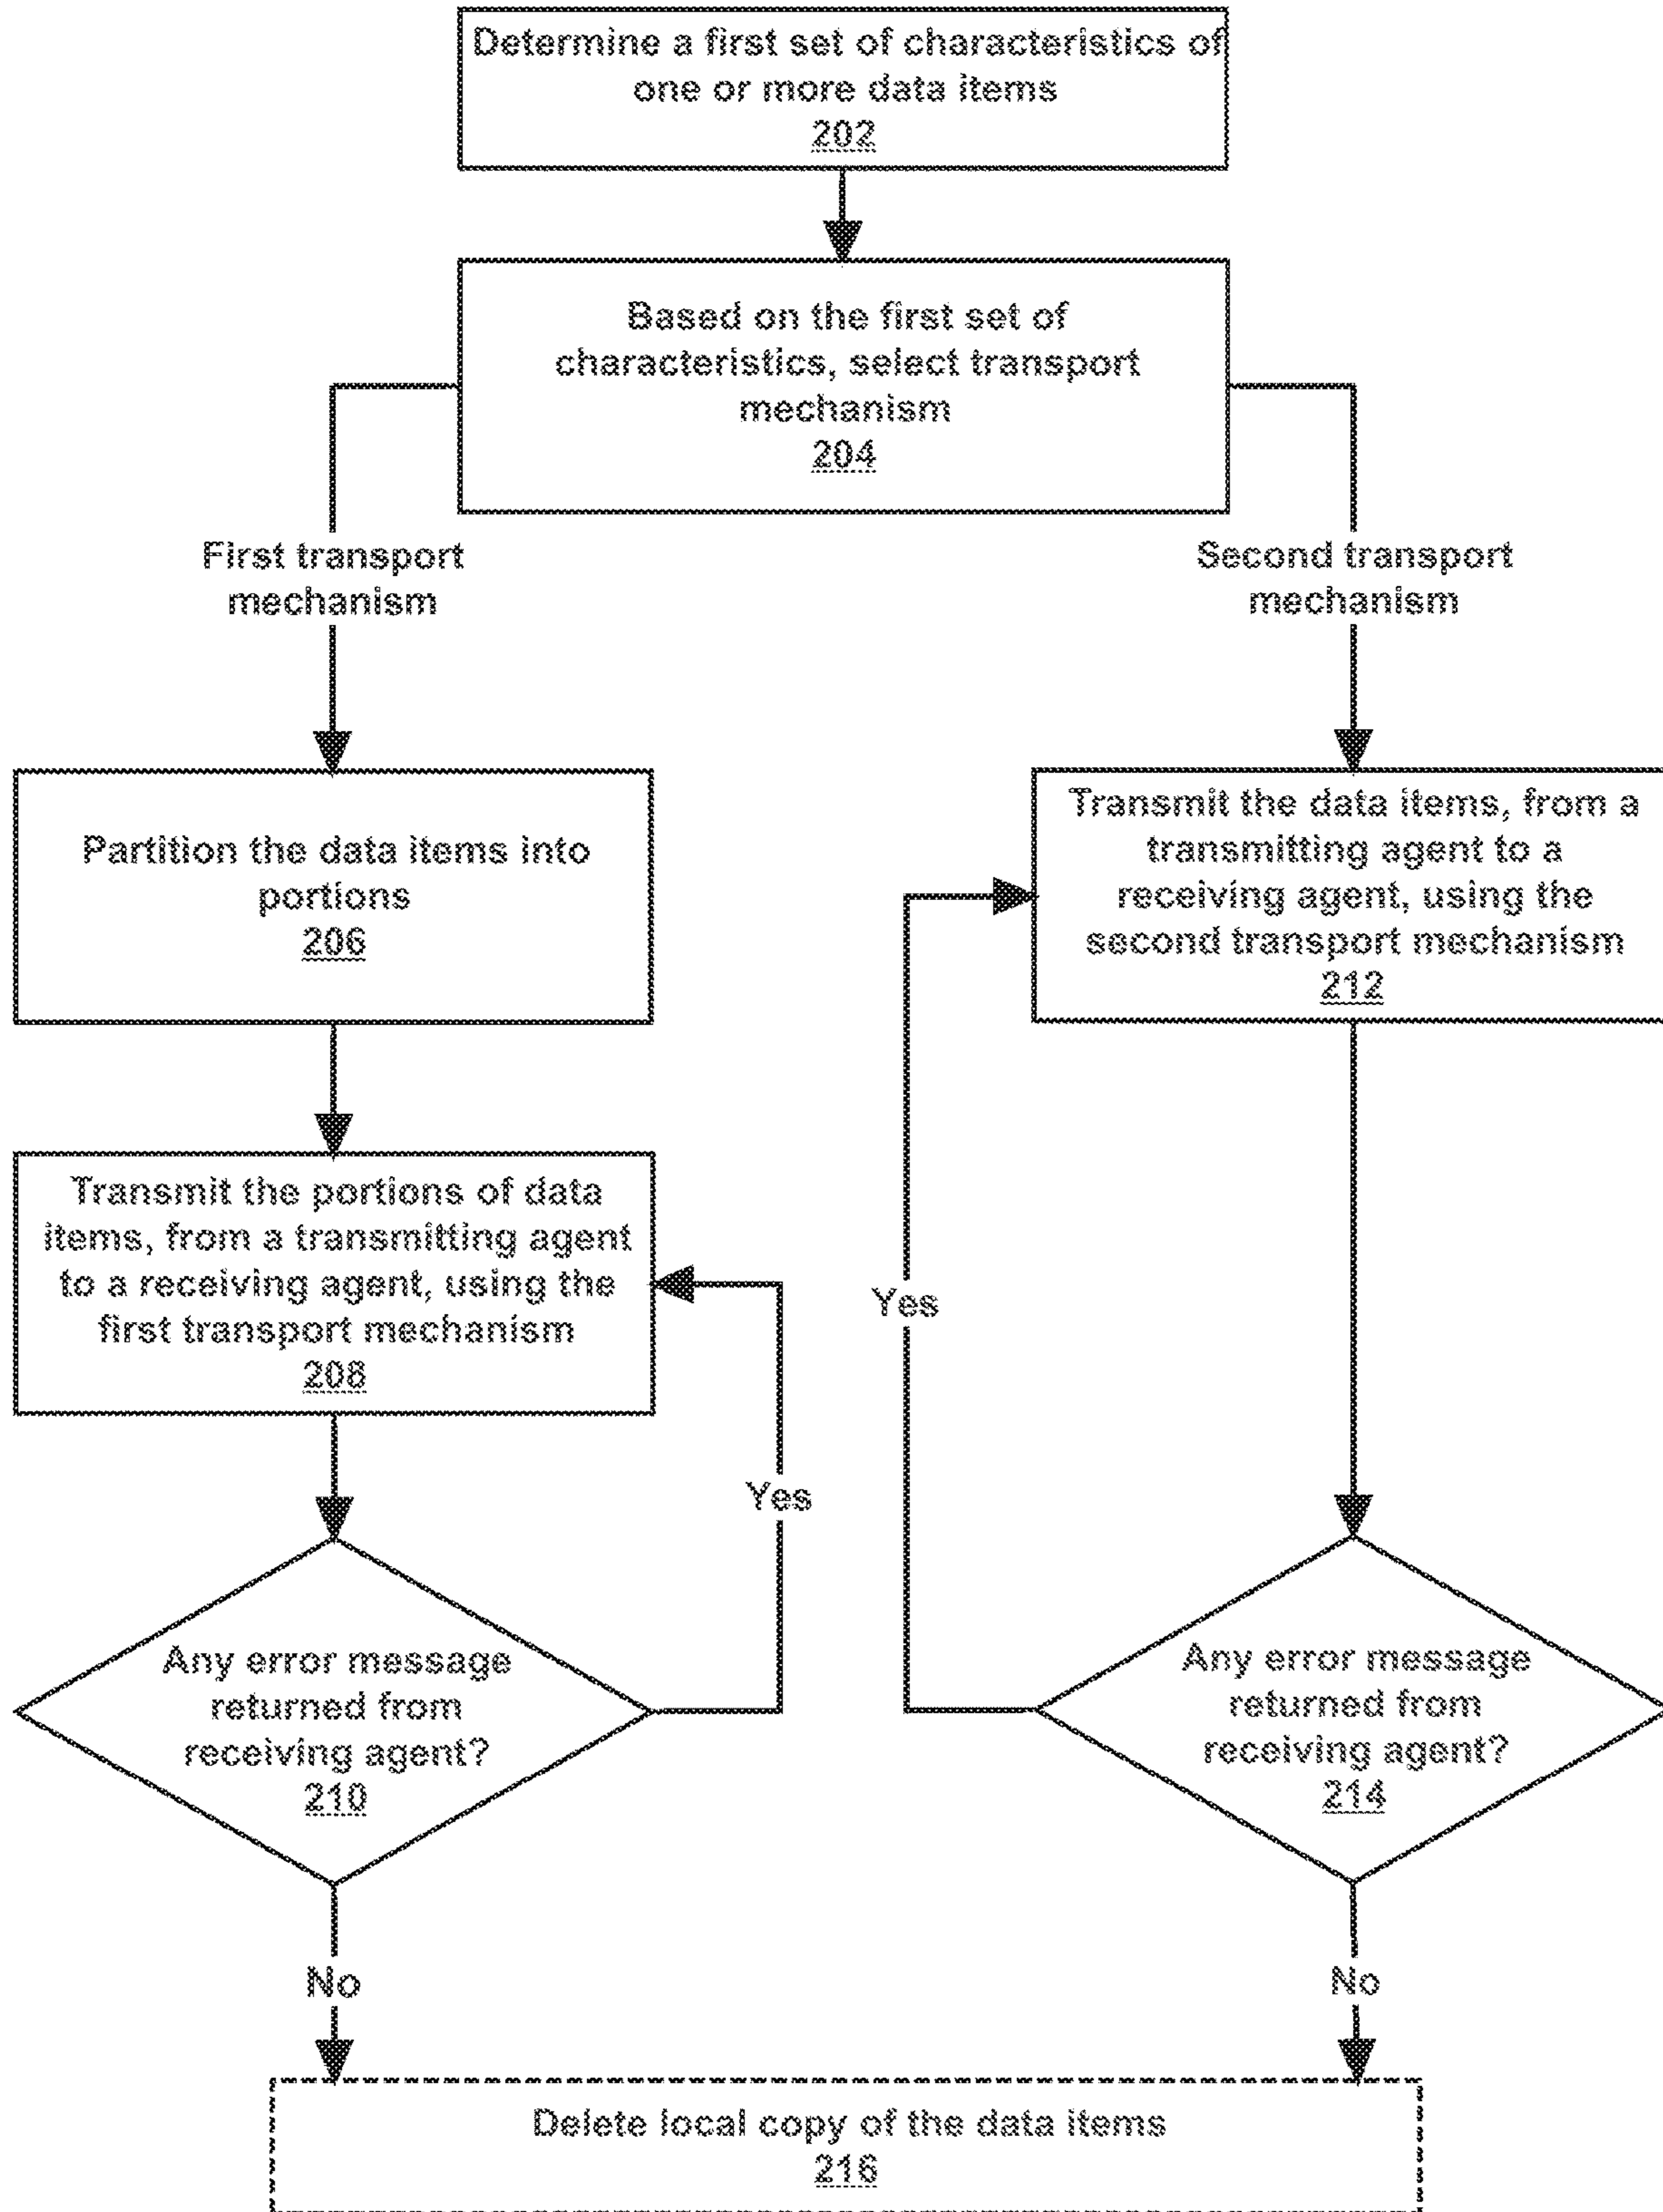 Determine a first set of characteristics of
one or more data items
202
Based on the first set of
characteristics, select transport
mechanism
204
First transport
mechanism
Second transport
mechanism
Partition the data items into
portions
206
Transmit the data items, from a
transmitting agent to a
receiving agent, using the
second transport mechanism
212
Transmit the portions of data
items, from a transmitting agent
to a receiving agent, using the
first transport mechanism
208
Yes
Yes
Any error message
returned from
receiving agent?
210
Any error message
returned from
receiving agent?
214
No
No
Delete local copy of the data items
216